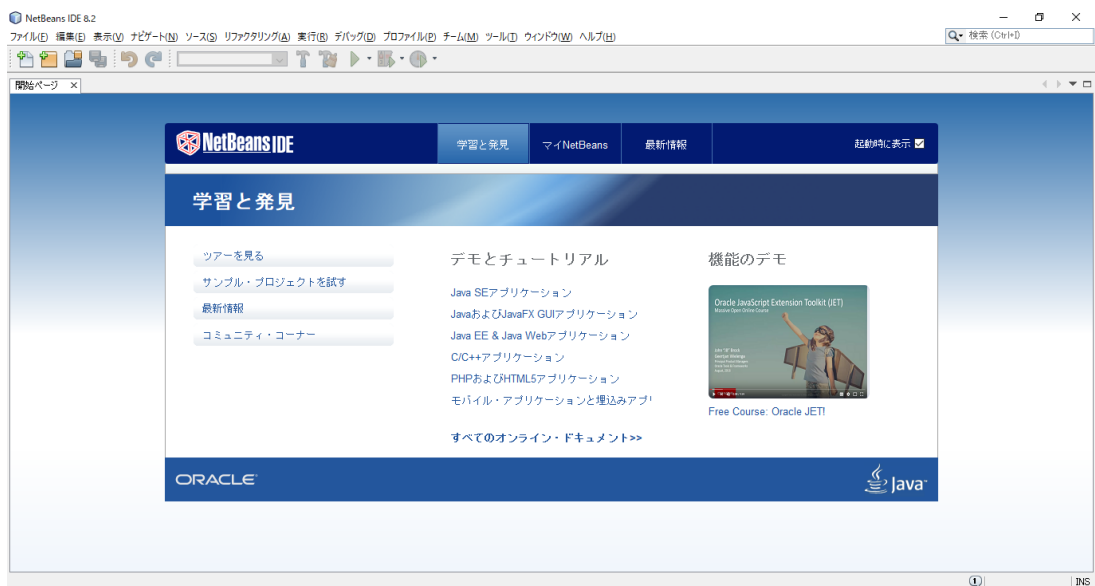 NetBeans IDE 8.2
ファイル(F) 編集(E) 表示(V) ナビゲート(N) ソース(S) リファクタリング(A) 実行(R) デバッグ(D) プロファイル(P) チーム(M) ツール(T) ウィンドウ(W) ヘルプ(H)
検索 (Ctrl+I)
開始ページ
NetBeans IDE
学習と発見
マイNetBeans
最新情報
起動時に表示
学習と発見
ツアーを見る
サンプル・プロジェクトを試す
最新情報
コミュニティ・コーナー
デモとチュートリアル
Java SEアプリケーション
JavaおよびJavaFX GUIアプリケーション
Java EE & Java Webアプリケーション
C/C++アプリケーション
PHPおよびHTML5アプリケーション
モバイル・アプリケーションと埋込みアプリ
すべてのオンライン・ドキュメント>>
機能のデモ
Oracle JavaScript Extension Toolkit (JET)
Massive Open Online Course
Free Course: Oracle JET!
ORACLE
Java
1
INS